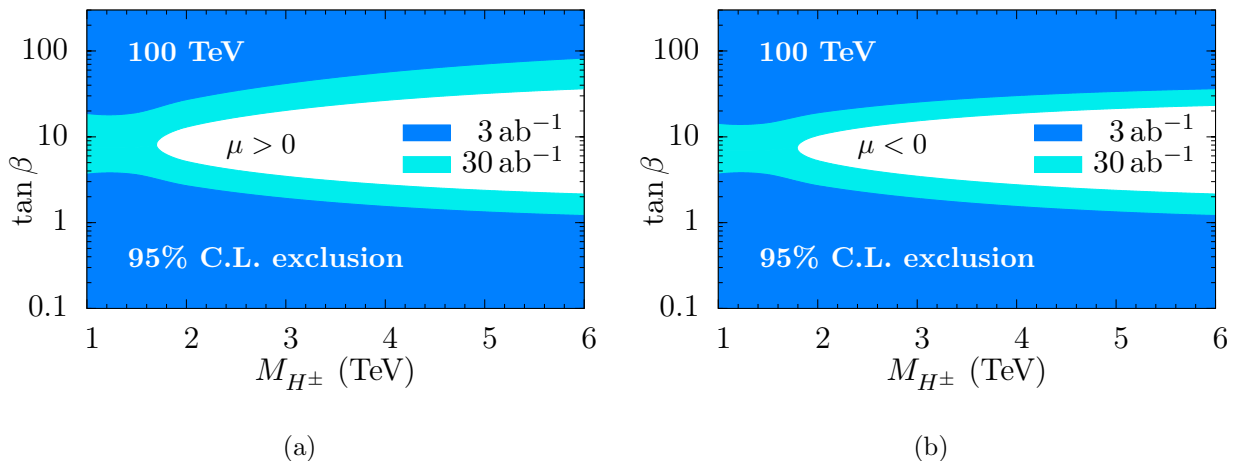 100 TeV
μ > 0
3 ab⁻¹
30 ab⁻¹
95% C.L. exclusion
tan β
100
10
1
0.1
1 2 3 4 5 6
M_{H^±} (TeV)
(a)
100 TeV
μ < 0
3 ab⁻¹
30 ab⁻¹
95% C.L. exclusion
tan β
100
10
1
0.1
1 2 3 4 5 6
M_{H^±} (TeV)
(b)